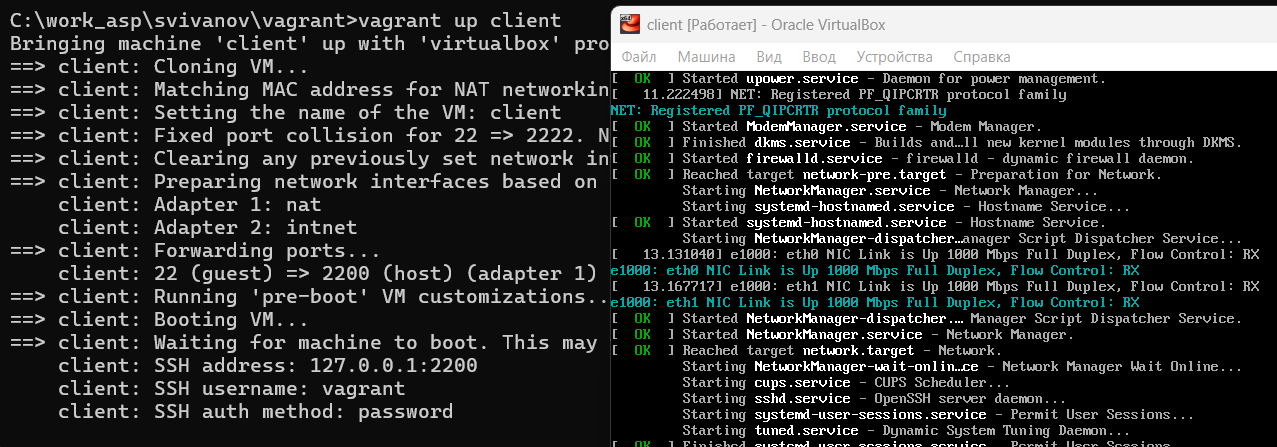 C:\work_asp\svivanov\vagrant>vagrant up client
Bringing machine 'client' up with 'virtualbox' pro
==> client: Cloning VM...
==> client: Matching MAC address for NAT networkin
==> client: Setting the name of the VM: client
==> client: Fixed port collision for 22 => 2222. N
==> client: Clearing any previously set network in
==> client: Preparing network interfaces based on
client: Adapter 1: nat
client: Adapter 2: intnet
==> client: Forwarding ports...
client: 22 (guest) => 2200 (host) (adapter 1)
==> client: Running 'pre-boot' VM customizations..
==> client: Booting VM...
==> client: Waiting for machine to boot. This may
client: SSH address: 127.0.0.1:2200
client: SSH username: vagrant
client: SSH auth method: password
client [Работает] - Oracle VirtualBox
Файл Машина Вид Ввод Устройства Справка
[ OK ] Started upower.service - Daemon for power management.
[ 11.222498] NET: Registered PF_QIPCRTR protocol family
NET: Registered PF_QIPCRTR protocol family
[ OK ] Started ModemManager.service - Modem Manager.
[ OK ] Finished dkms.service - Builds and…ll new kernel modules through DKMS.
[ OK ] Started firewalld.service - firewalld - dynamic firewall daemon.
[ OK ] Reached target network-pre.target - Preparation for Network.
Starting NetworkManager.service - Network Manager...
Starting systemd-hostnamed.service - Hostname Service...
[ OK ] Started systemd-hostnamed.service - Hostname Service.
Starting NetworkManager-dispatcher…anager Script Dispatcher Service...
[ 13.131040] e1000: eth0 NIC Link is Up 1000 Mbps Full Duplex, Flow Control: RX
e1000: eth0 NIC Link is Up 1000 Mbps Full Duplex, Flow Control: RX
[ 13.167717] e1000: eth1 NIC Link is Up 1000 Mbps Full Duplex, Flow Control: RX
e1000: eth1 NIC Link is Up 1000 Mbps Full Duplex, Flow Control: RX
[ OK ] Started NetworkManager-dispatcher.… Manager Script Dispatcher Service.
[ OK ] Started NetworkManager.service - Network Manager.
[ OK ] Reached target network.target - Network.
Starting NetworkManager-wait-onlin…ce - Network Manager Wait Online...
Starting cups.service - CUPS Scheduler...
Starting sshd.service - OpenSSH server daemon...
Starting systemd-user-sessions.service - Permit User Sessions...
Starting tuned.service - Dynamic System Tuning Daemon...
[ OK ] Finished systemd-user-sessions.service - Permit User Sessions.